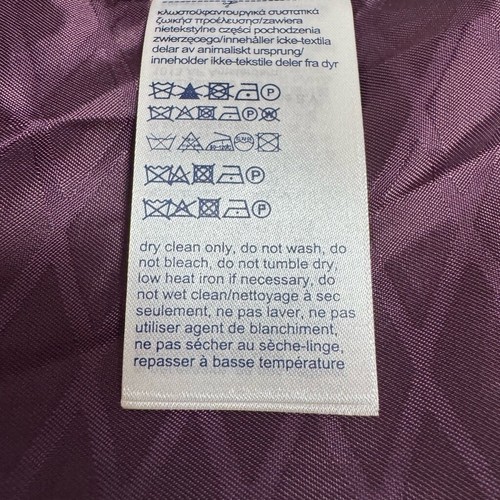 κλωστοϋφαντουργικά συστατικά
ζωικής προέλευσης/zawiera
nietekstylne części pochodzenia
zwierzęcego/innehåller icke-textila
delar av animaliskt ursprung/
inneholder ikke-tekstile deler fra dyr
dry clean only, do not wash, do
not bleach, do not tumble dry,
low heat iron if necessary, do
not wet clean/nettoyage à sec
seulement, ne pas laver, ne pas
utiliser agent de blanchiment,
ne pas sécher au sèche-linge,
repasser à basse température